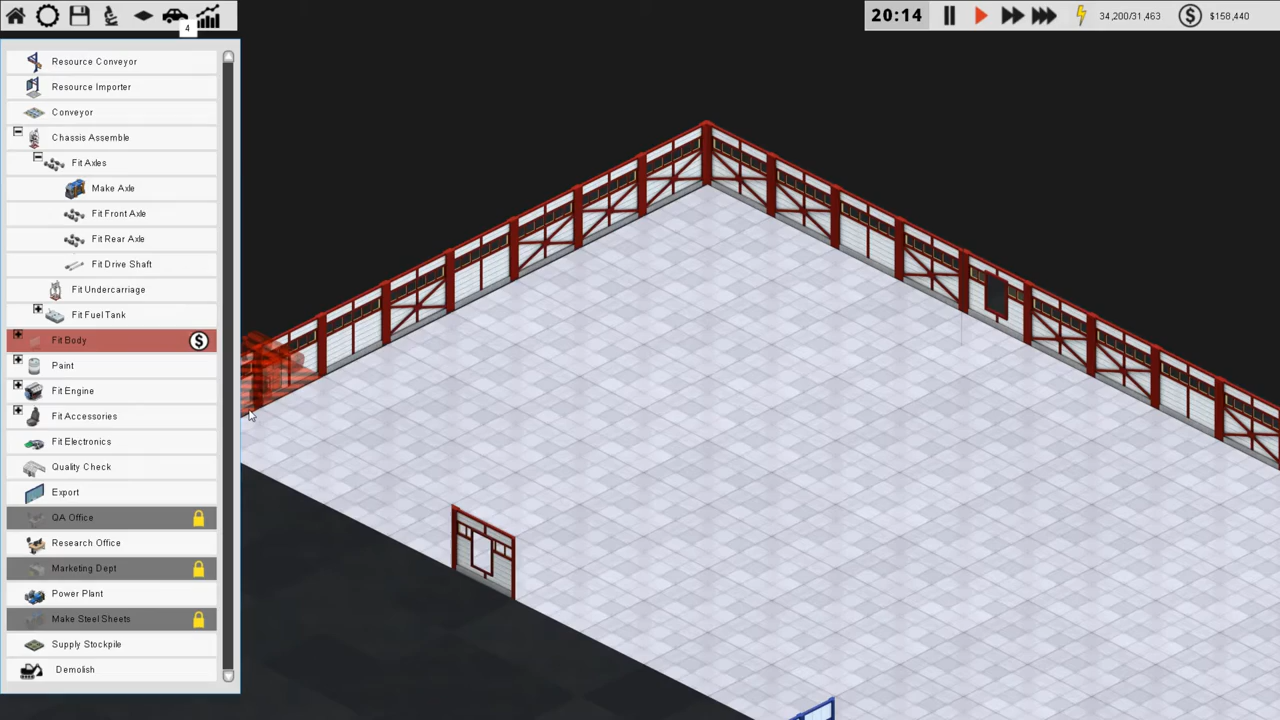 4
20:14
34,200/31,463
$158,440
Resource Conveyor
Resource Importer
Conveyor
Chassis Assemble
Fit Axles
Make Axle
Fit Front Axle
Fit Rear Axle
Fit Drive Shaft
Fit Undercarriage
Fit Fuel Tank
Fit Body
Paint
Fit Engine
Fit Accessories
Fit Electronics
Quality Check
Export
QA Office
Research Office
Marketing Dept
Power Plant
Make Steel Sheets
Supply Stockpile
Demolish